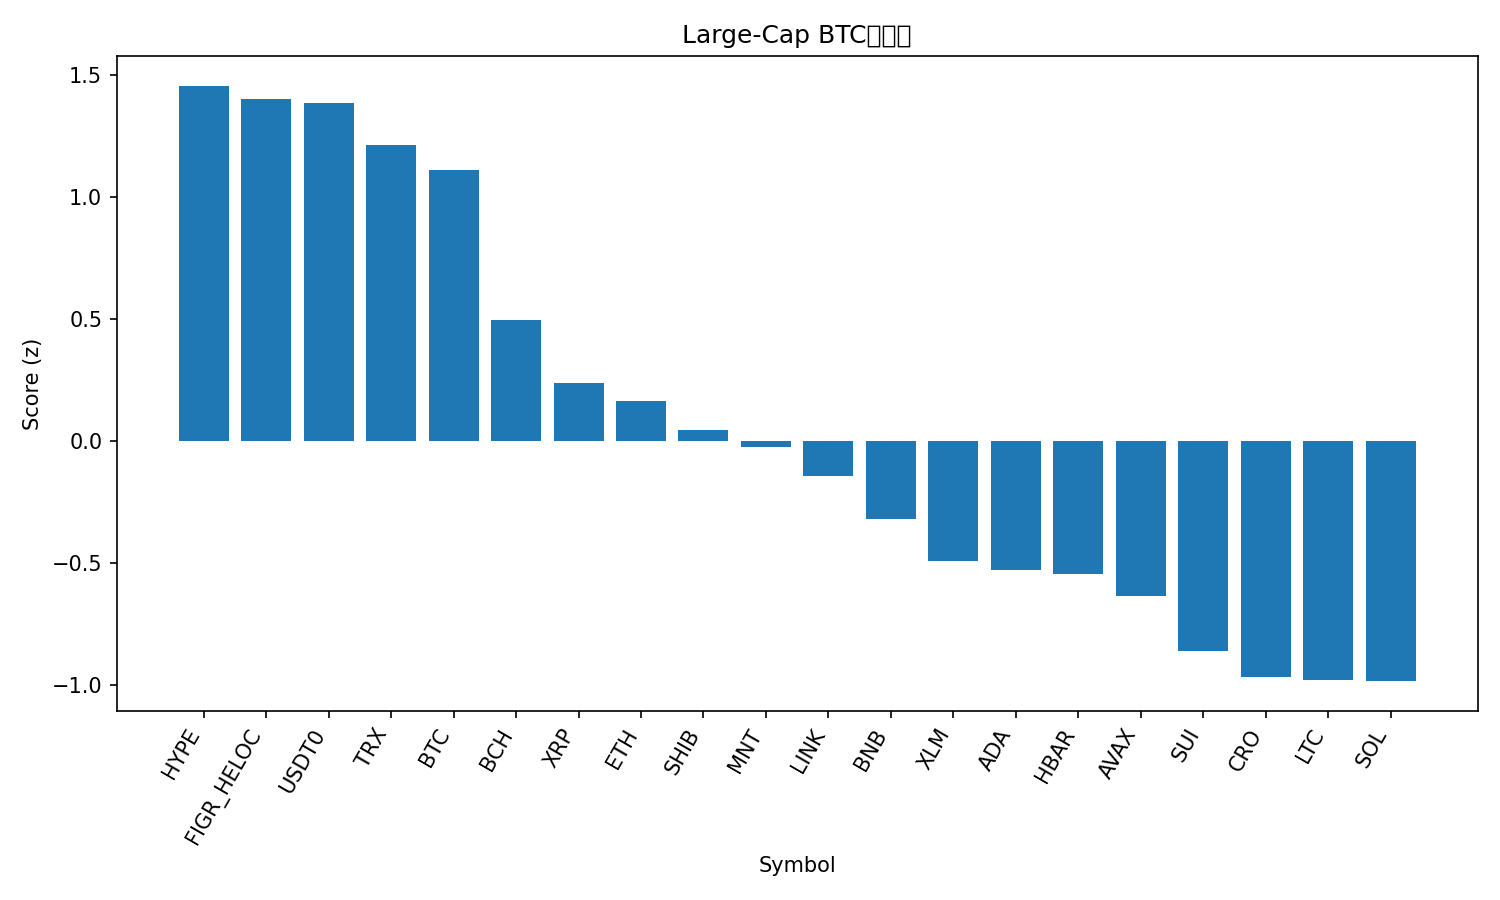 Large-Cap BTC
1.5
1.0
0.5
0.0
−0.5
−1.0
Score (z)
HYPE
FIGR_HELOC
USDT0
TRX
BTC
BCH
XRP
ETH
SHIB
MNT
LINK
BNB
XLM
ADA
HBAR
AVAX
SUI
CRO
LTC
SOL
Symbol